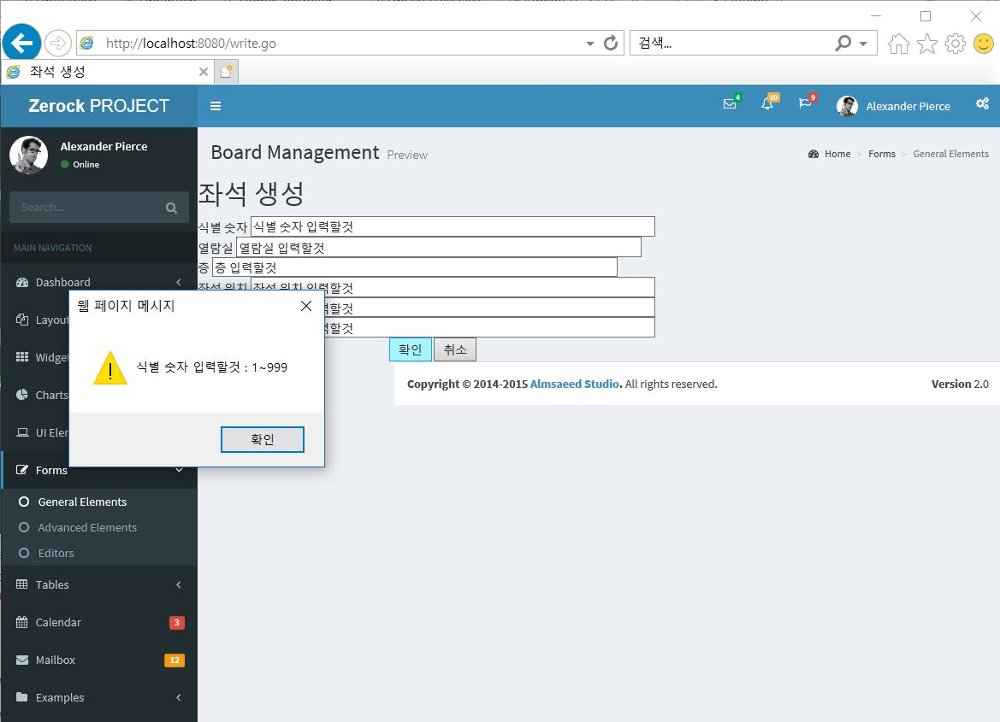 http://localhost:8080/write.go
검색...
좌석 생성
Zerock PROJECT
4
10
9
Alexander Pierce
Alexander Pierce
Online
Search...
MAIN NAVIGATION
Dashboard
Layout
Widge
Charts
UI Ele
Forms
General Elements
Advanced Elements
Editors
Tables
Calendar 3
Mailbox 12
Examples
Board Management Preview
Home > Forms > General Elements
좌석 생성
식별 숫자 식별 숫자 입력할것
열람실 열람실 입력할것
층 층 입력할것
좌석 위치 좌석 위치 입력할것
력할것
력할것
확인 취소
웹 페이지 메시지
식별 숫자 입력할것 : 1~999
확인
Copyright © 2014-2015 Almsaeed Studio. All rights reserved.
Version 2.0